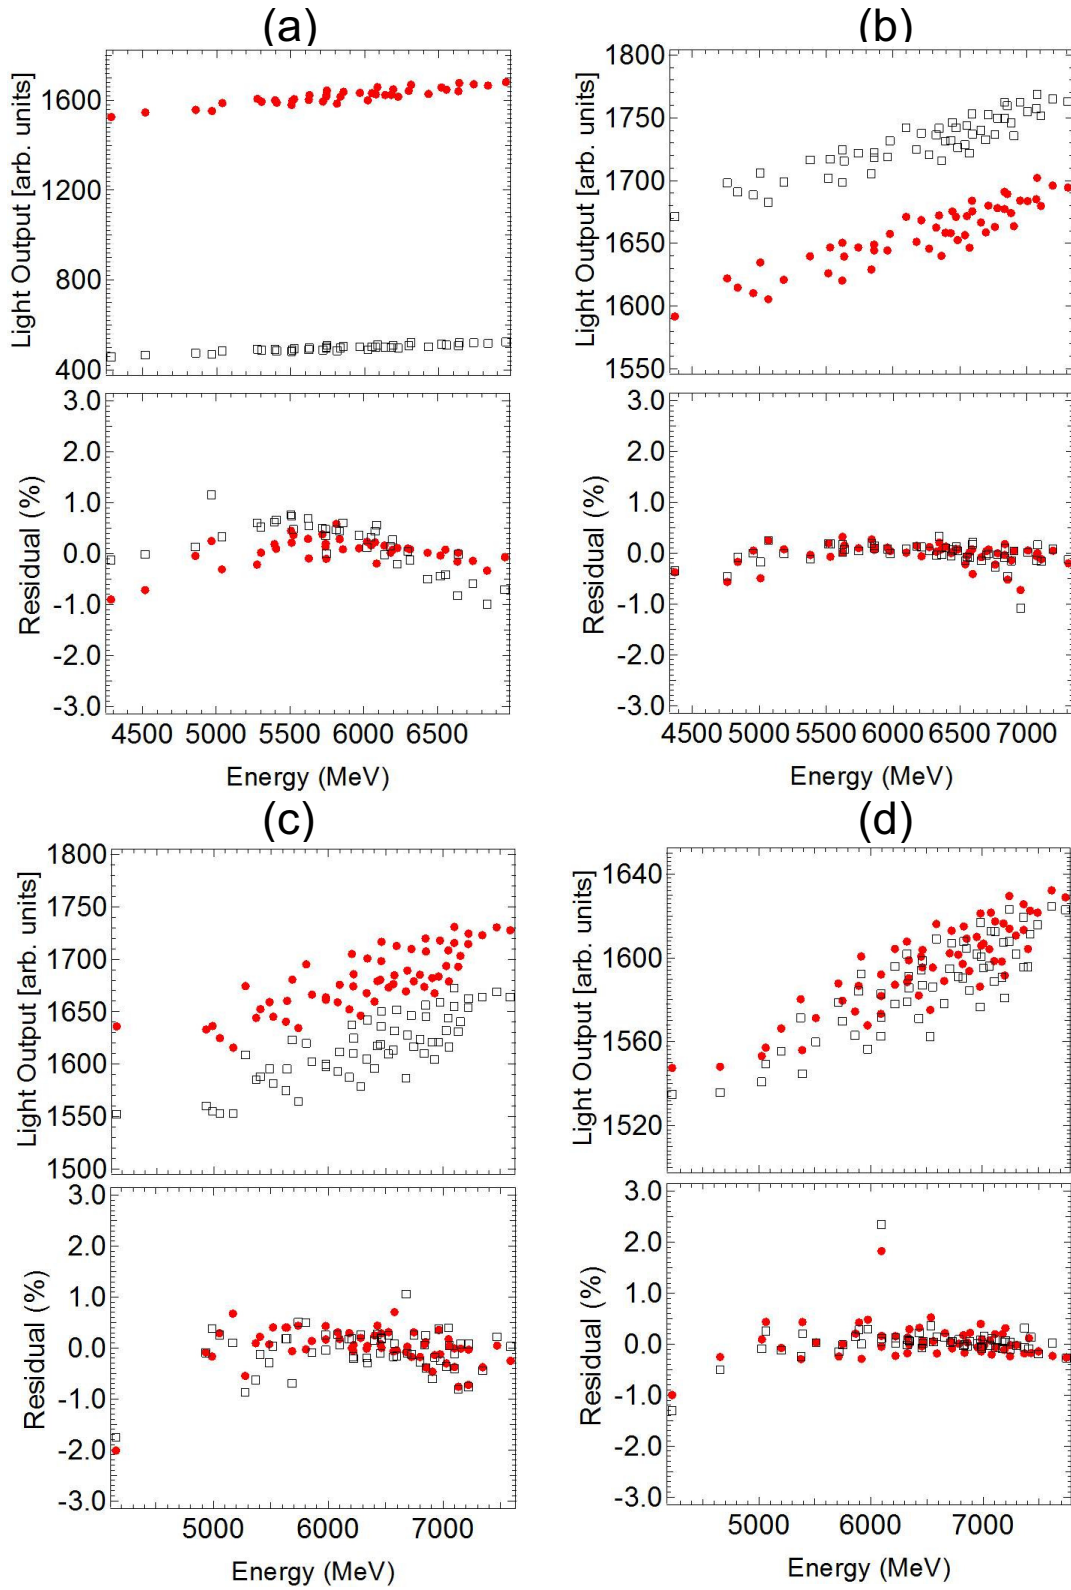 (a)
Light Output [arb. units]
1600
1200
800
400
Residual (%)
3.0
2.0
1.0
0.0
-1.0
-2.0
-3.0
4500 5000 5500 6000 6500
Energy (MeV)
(b)
Light Output [arb. units]
1800
1750
1700
1650
1600
1550
Residual (%)
3.0
2.0
1.0
0.0
-1.0
-2.0
-3.0
4500 5000 5500 6000 6500 7000
Energy (MeV)
(c)
Light Output [arb. units]
1800
1750
1700
1650
1600
1550
1500
Residual (%)
3.0
2.0
1.0
0.0
-1.0
-2.0
-3.0
5000 6000 7000
Energy (MeV)
(d)
Light Output [arb. units]
1640
1600
1560
1520
Residual (%)
3.0
2.0
1.0
0.0
-1.0
-2.0
-3.0
5000 6000 7000
Energy (MeV)